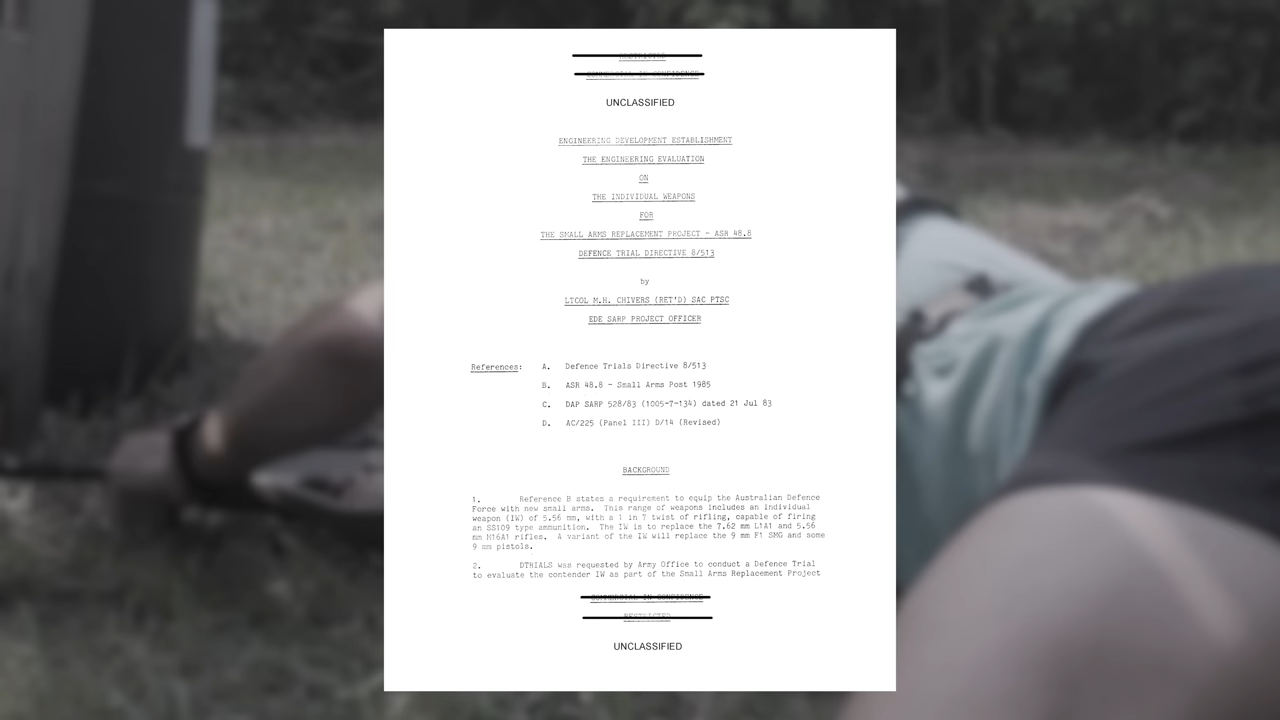 RESTRICTED
COMMERCIAL IN CONFIDENCE
UNCLASSIFIED
ENGINEERING DEVELOPMENT ESTABLISHMENT
THE ENGINEERING EVALUATION
ON
THE INDIVIDUAL WEAPONS
FOR
THE SMALL ARMS REPLACEMENT PROJECT - ASR 48.8
DEFENCE TRIAL DIRECTIVE 8/513
by
LTCOL M.H. CHIVERS (RET'D) SAC PTSC
EDE SARP PROJECT OFFICER
References: A. Defence Trials Directive 8/513
B. ASR 48.8 - Small Arms Post 1985
C. DAP SARP 528/83 (1005-7-134) dated 21 Jul 83
D. AC/225 (Panel III) D/14 (Revised)
BACKGROUND
1. Reference B states a requirement to equip the Australian Defence
Force with new small arms. This range of weapons includes an individual
weapon (IW) of 5.56 mm, with a 1 in 7 twist of rifling, capable of firing
an SS109 type ammunition. The IW is to replace the 7.62 mm L1A1 and 5.56
mm M16A1 rifles. A variant of the IW will replace the 9 mm F1 SMG and some
9 mm pistols.
2. DTRIALS was requested by Army Office to conduct a Defence Trial
to evaluate the contender IW as part of the Small Arms Replacement Project
COMMERCIAL IN CONFIDENCE
RESTRICTED
UNCLASSIFIED